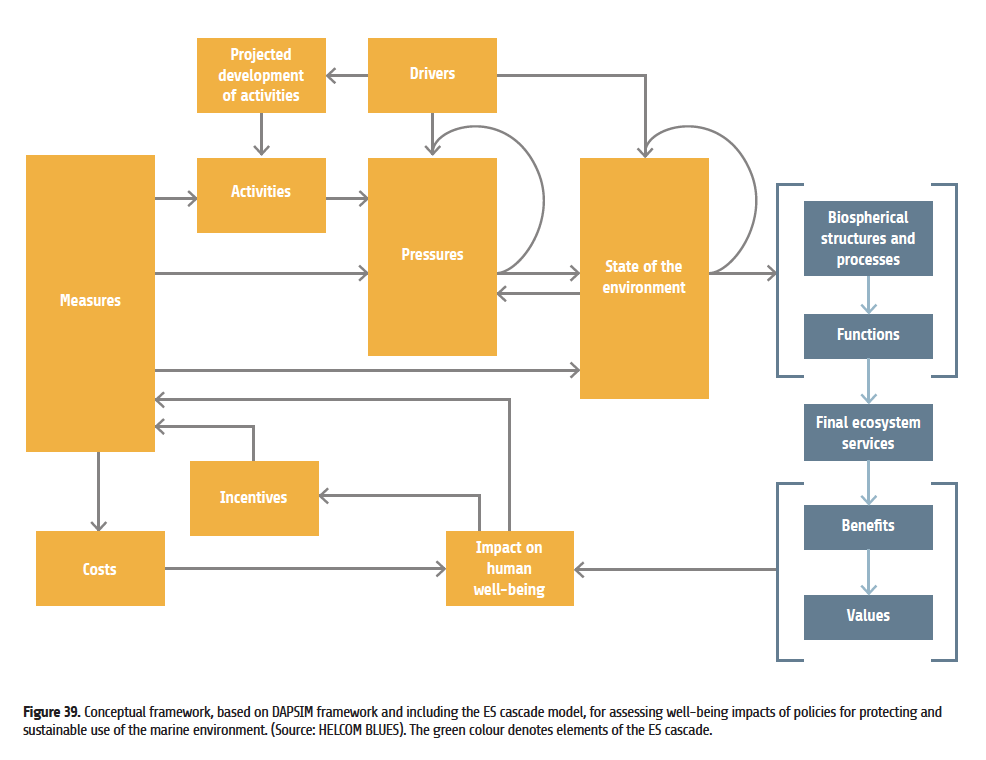 Projected
development
of activities
Drivers
Activities
Pressures
State of the
environment
Measures
Biospherical
structures and
processes
Functions
Final ecosystem
services
Incentives
Benefits
Costs
Impact on
human
well-being
Values
Figure 39. Conceptual framework, based on DAPSIM framework and including the ES cascade model, for assessing well-being impacts of policies for protecting and
sustainable use of the marine environment. (Source: HELCOM BLUES). The green colour denotes elements of the ES cascade.